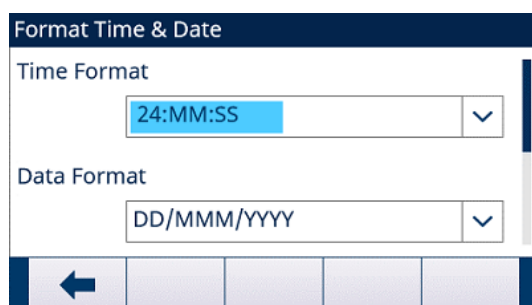 Format Time & Date
Time Format
24:MM:SS
Data Format
DD/MMM/YYYY